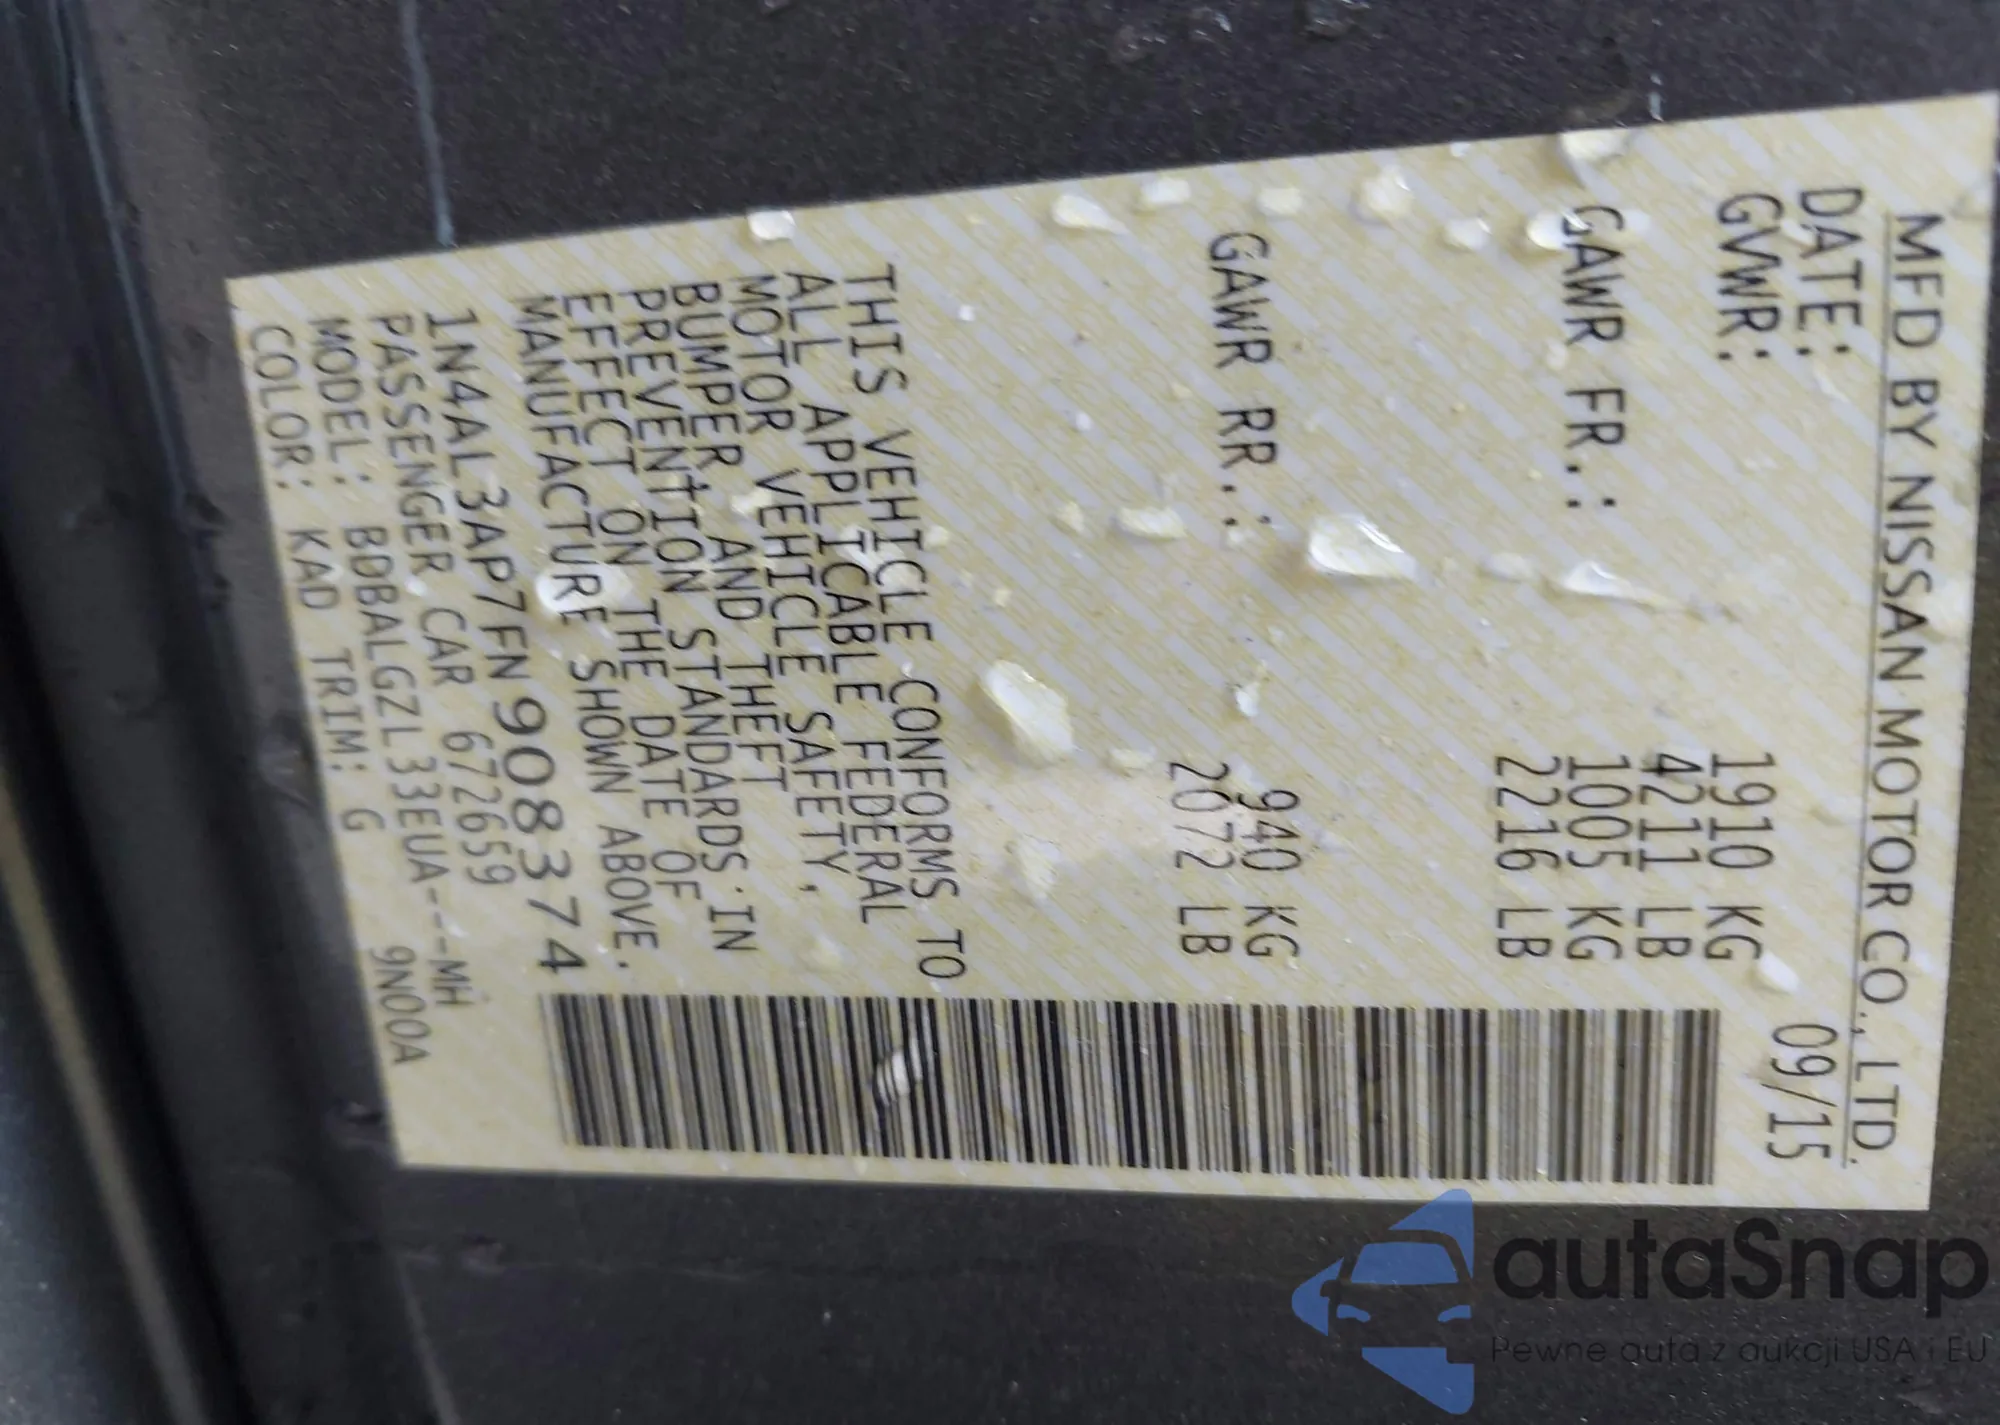 MFD BY NISSAN MOTOR CO., LTD.
DATE: 09/15
GVWR: 1910 KG
4211 LB
GAWR FR.: 1005 KG
2216 LB
GAWR RR.: 940 KG
2072 LB
THIS VEHICLE CONFORMS TO
ALL APPLICABLE FEDERAL
MOTOR VEHICLE SAFETY,
BUMPER, AND THEFT
PREVENTION STANDARDS IN
EFFECT ON THE DATE OF
MANUFACTURE SHOWN ABOVE.
1N4AL3AP7FN908374
PASSENGER CAR 672659
MODEL: BDBALGZL33EUA---MH
COLOR: KAD TRIM: G 9N00A
autaSnap
Pewne auta z aukcji USA i EU